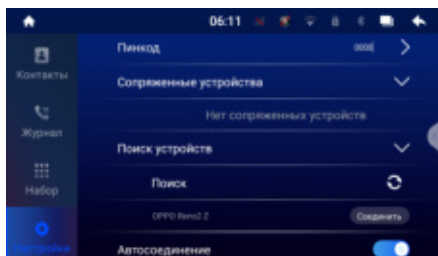 06:11
Пинкод 0000
Контакты
Сопряженные устройства
Нет сопряженных устройств
Журнал
Поиск устройств
Поиск
Набор
OPPO Reno2 Z Соединить
Настройки
Автосоединение